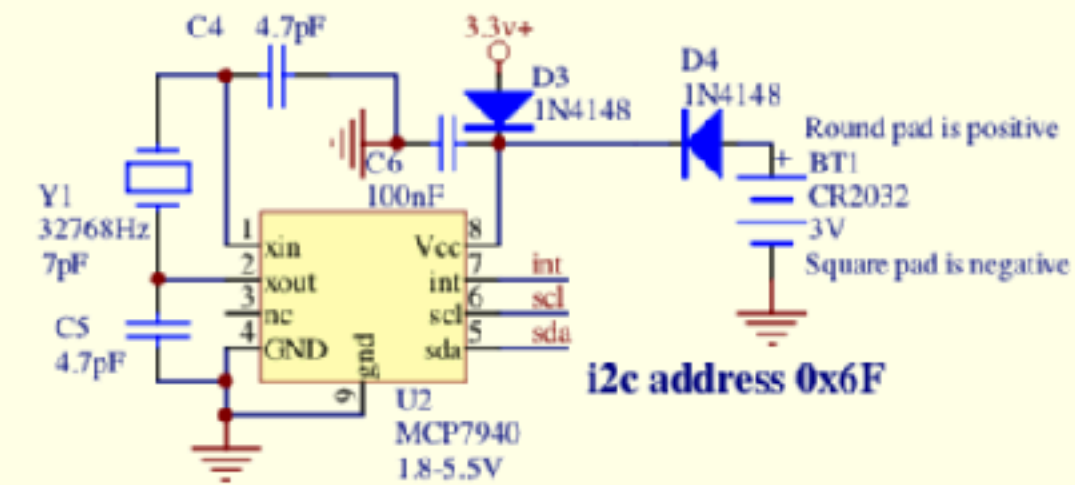 C4 4.7pF
3.3v+
D3
1N4148
D4
1N4148
Round pad is positive
+
BT1
CR2032
3V
Square pad is negative
C6
100nF
Y1
32768Hz
7pF
C5
4.7pF
1 xin
2 xout
3 nc
4 GND
gnd
9
Vcc 8
int 7
scl 6
sda 5
int
scl
sda
U2
MCP7940
1.8-5.5V
i2c address 0x6F